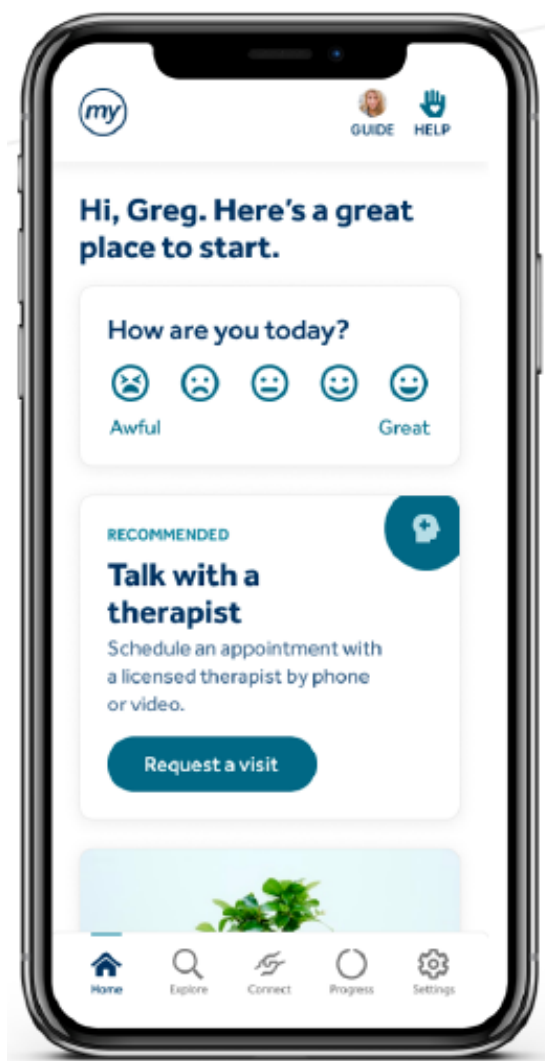 my
GUIDE
HELP
Hi, Greg. Here's a great
place to start.
How are you today?
Awful
Great
RECOMMENDED
Talk with a
therapist
Schedule an appointment with
a licensed therapist by phone
or video.
Request a visit
Home
Explore
Connect
Progress
Settings